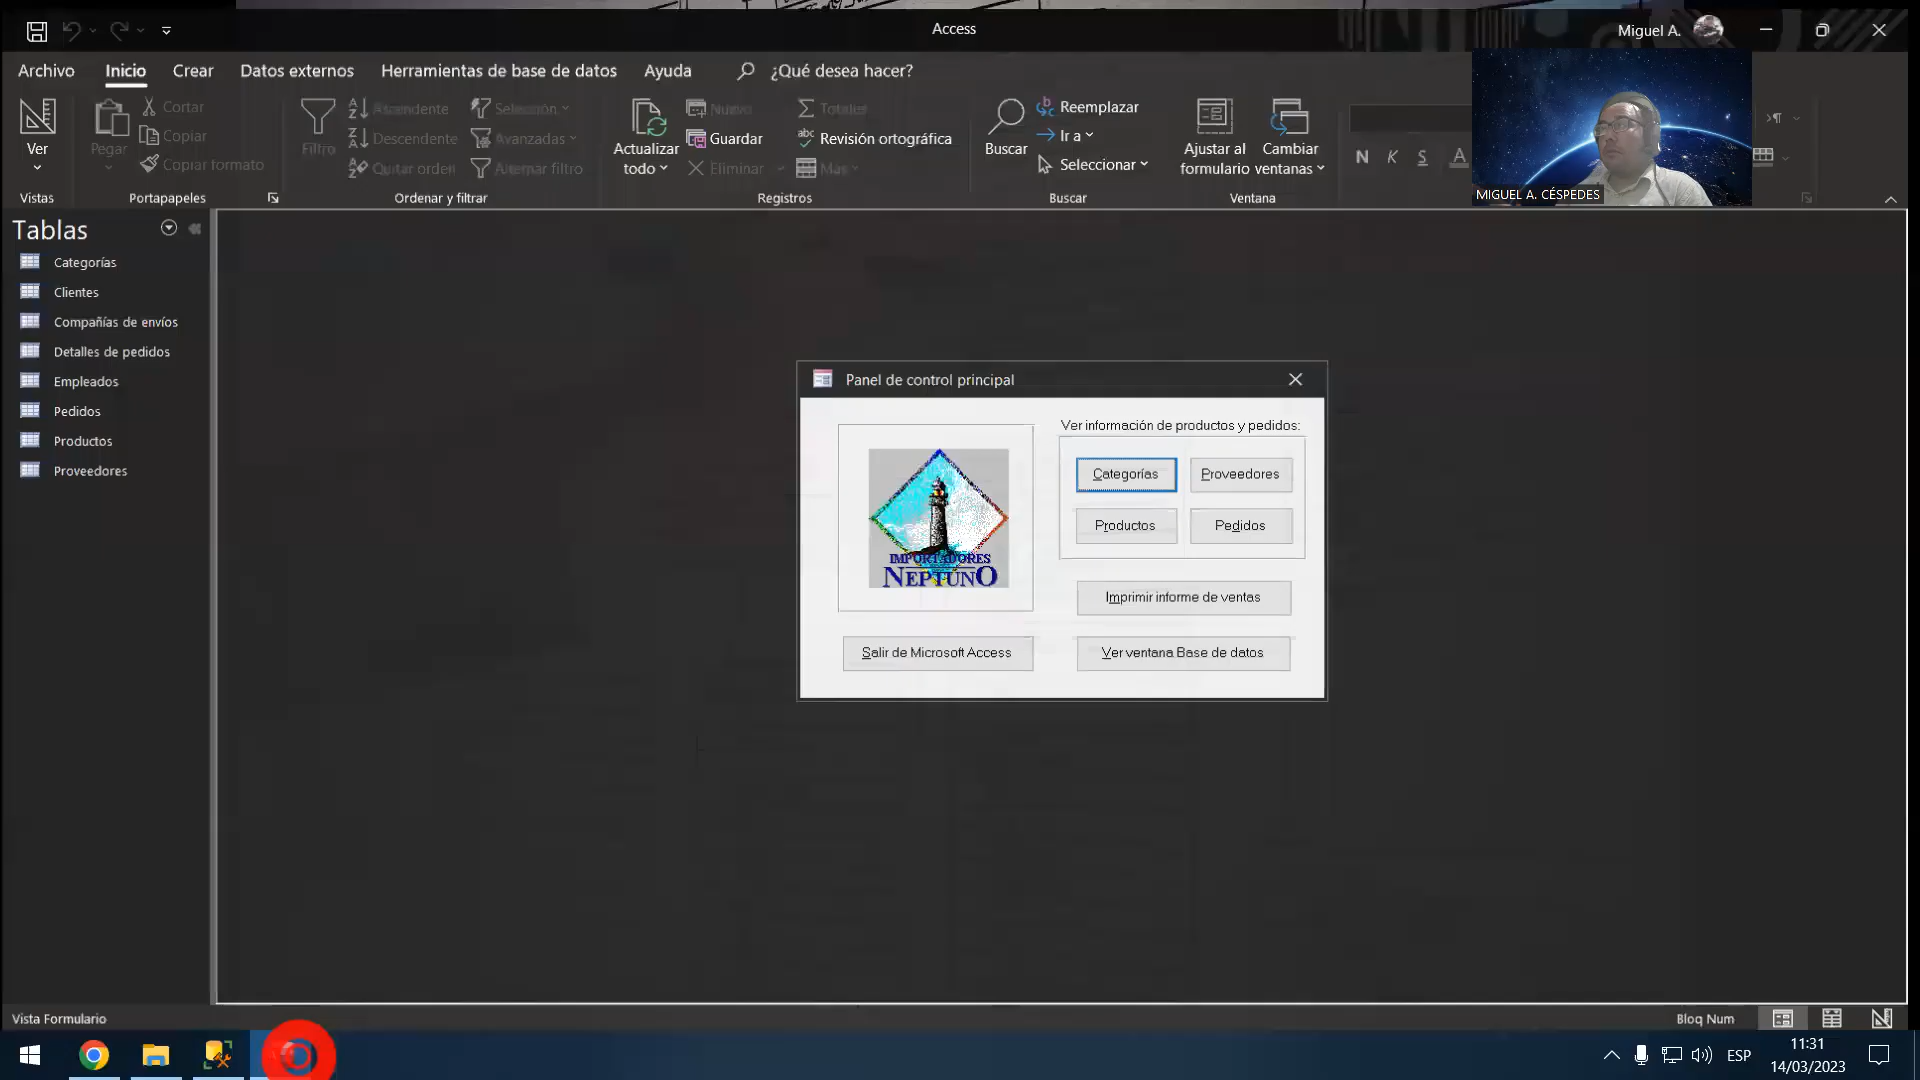 Access
Miguel A.
Archivo
Inicio
Crear
Datos externos
Herramientas de base de datos
Ayuda
¿Qué desea hacer?
Ver
Pegar
Cortar
Copiar
Copiar formato
Filtro
Ascendente
Descendente
Quitar orden
Selección
Avanzadas
Alternar filtro
Actualizar
todo
Nuevo
Guardar
Eliminar
Totales
Revisión ortográfica
Más
Buscar
Reemplazar
Ir a
Seleccionar
Ajustar al
formulario
Cambiar
ventanas
N K S A
MIGUEL A. CÉSPEDES
Vistas
Portapapeles
Ordenar y filtrar
Registros
Buscar
Ventana
Tablas
Categorías
Clientes
Compañías de envíos
Detalles de pedidos
Empleados
Pedidos
Productos
Proveedores
Panel de control principal
Ver información de productos y pedidos:
Categorías
Proveedores
Productos
Pedidos
IMPORTADORES
NEPTUNO
Imprimir informe de ventas
Salir de Microsoft Access
Ver ventana Base de datos
Vista Formulario
Bloq Num
ESP
11:31
14/03/2023